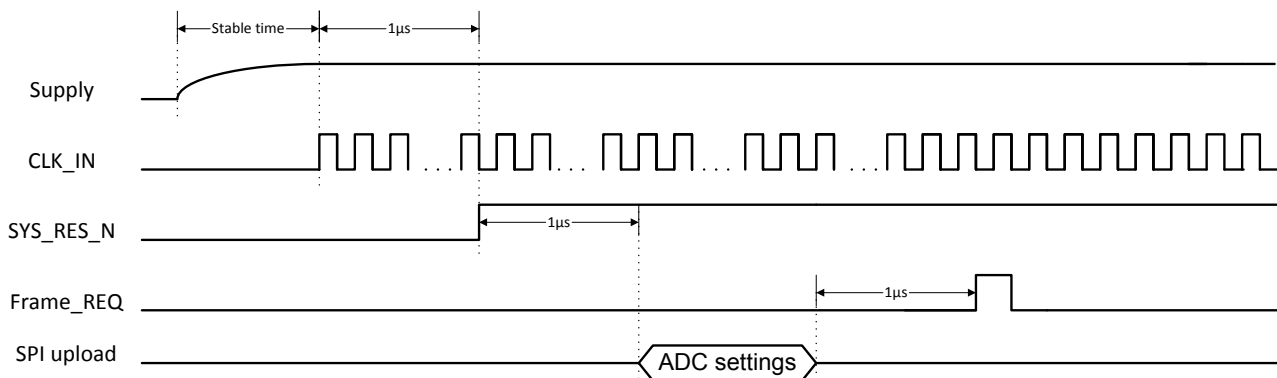 Stable time
1µs
Supply
CLK_IN
. . . .
. . . .
. . . .
. . . .
SYS_RES_N
1µs
Frame_REQ
1µs
SPI upload
ADC settings